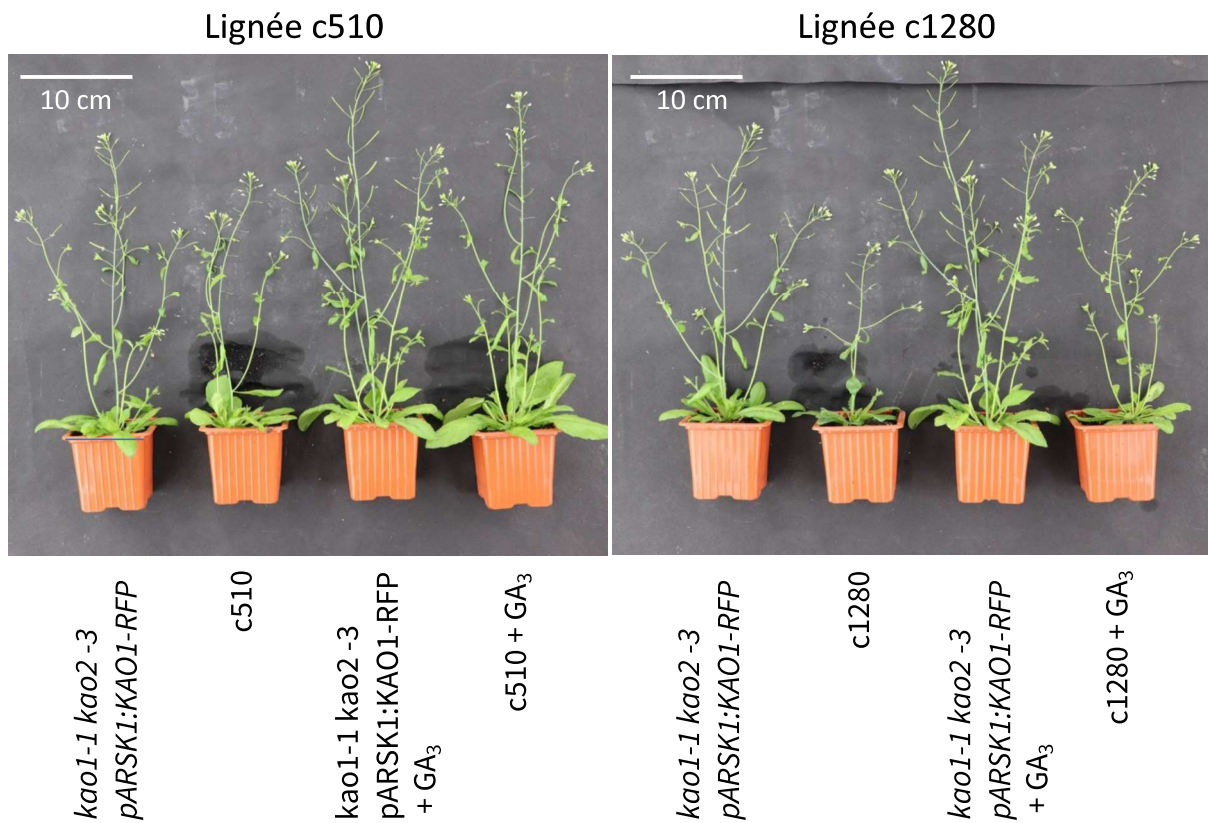 Lignée c510
Lignée c1280
10 cm
10 cm
kao1-1 kao2 -3
pARSK1:KAO1-RFP
c510
kao1-1 kao2 -3
pARSK1:KAO1-RFP
+ GA₃
c510 + GA₃
kao1-1 kao2 -3
pARSK1:KAO1-RFP
c1280
kao1-1 kao2 -3
pARSK1:KAO1-RFP
+ GA₃
c1280 + GA₃